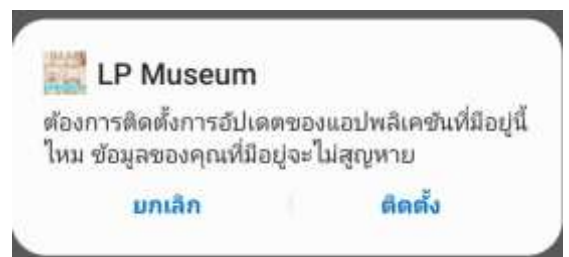 LP Museum
ต้องการติดตั้งการอัปเดตของแอปพลิเคชันที่มีอยู่นี้
ไหม ข้อมูลของคุณที่มีอยู่จะไม่สูญหาย
ยกเลิก ติดตั้ง